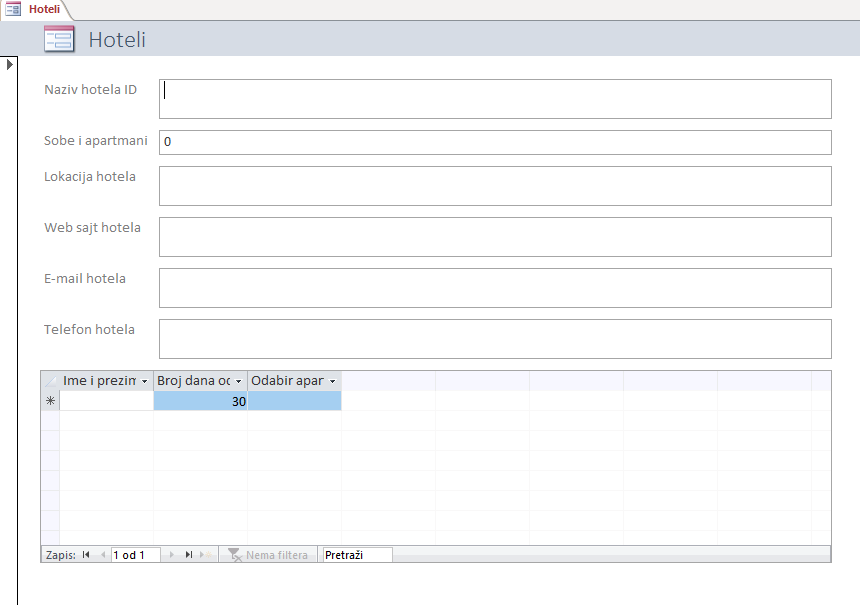 Hoteli
Hoteli
Naziv hotela ID
Sobe i apartmani 0
Lokacija hotela
Web sajt hotela
E-mail hotela
Telefon hotela
Ime i prezim Broj dana od Odabir apar
30
Zapis: 1 od 1 Nema filtera Pretraži